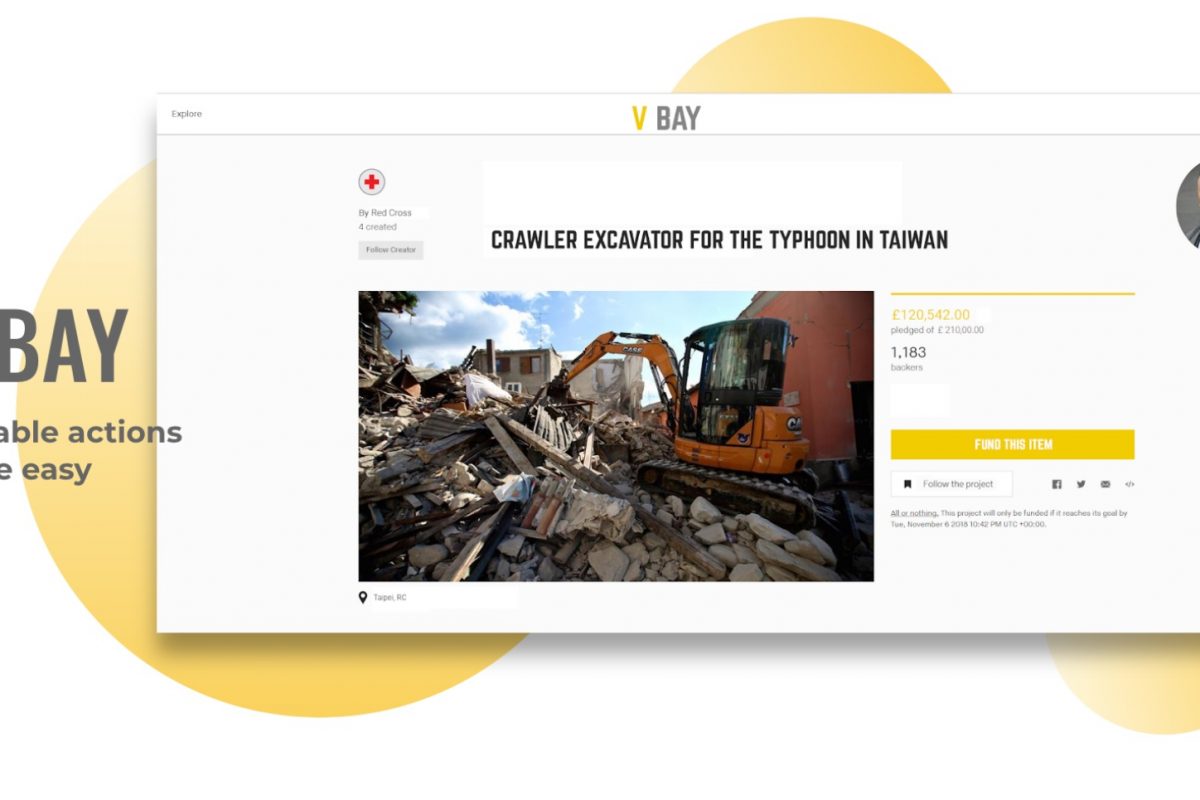 Explore
V BAY
By Red Cross
4 created
Follow Creator
CRAWLER EXCAVATOR FOR THE TYPHOON IN TAIWAN
BAY
able actions
e easy
CASE
£120,542.00
pledged of £ 210,00.00
1,183
backers
FUND THIS ITEM
Follow the project
All or nothing. This project will only be funded if it reaches its goal by
Tue, November 6 2018 10:42 PM UTC +00:00.
Taipei, RC